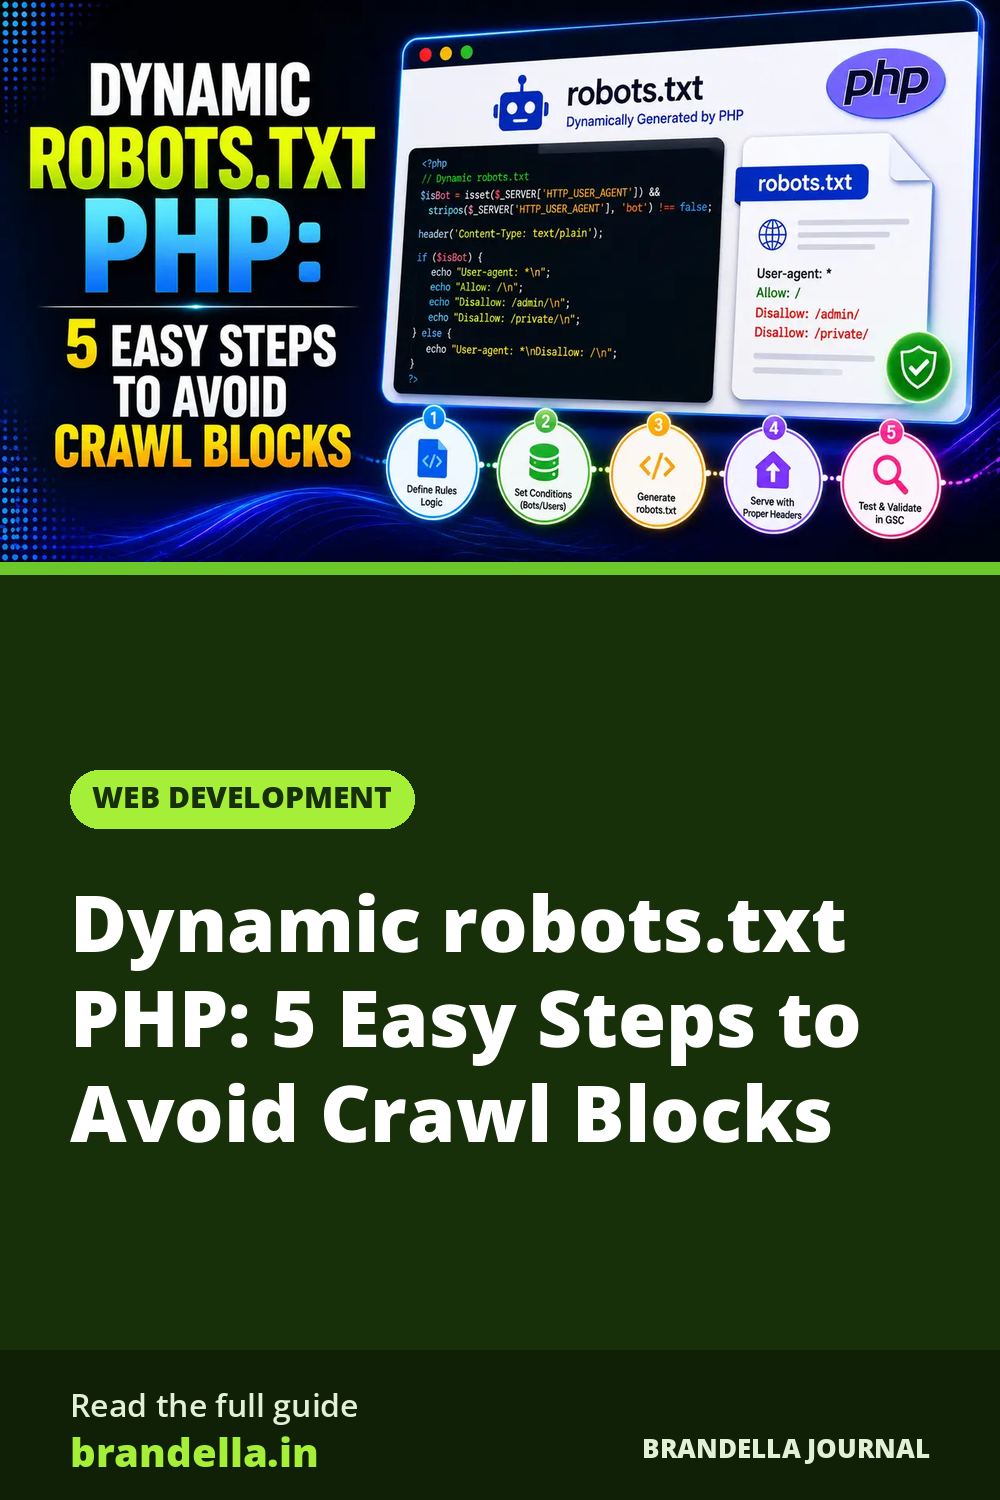 DYNAMIC
ROBOTS.TXT
PHP:
5 EASY STEPS
TO AVOID
CRAWL BLOCKS
robots.txt
Dynamically Generated by PHP
php
<?php
// Dynamic robots.txt
$isBot = isset($_SERVER['HTTP_USER_AGENT']) &&
stripos($_SERVER['HTTP_USER_AGENT'], 'bot') !== false;
header('Content-Type: text/plain');
if ($isBot) {
echo "User-agent: *\n";
echo "Allow: /\n";
echo "Disallow: /admin/\n";
echo "Disallow: /private/\n";
} else {
echo "User-agent: *\nDisallow: /\n";
}
?>
robots.txt
User-agent: *
Allow: /
Disallow: /admin/
Disallow: /private/
1
Define Rules
Logic
2
Set Conditions
(Bots/Users)
3
Generate
robots.txt
4
Serve with
Proper Headers
5
Test & Validate
in GSC
WEB DEVELOPMENT
Dynamic robots.txt
PHP: 5 Easy Steps to
Avoid Crawl Blocks
Read the full guide
brandella.in
BRANDELLA JOURNAL